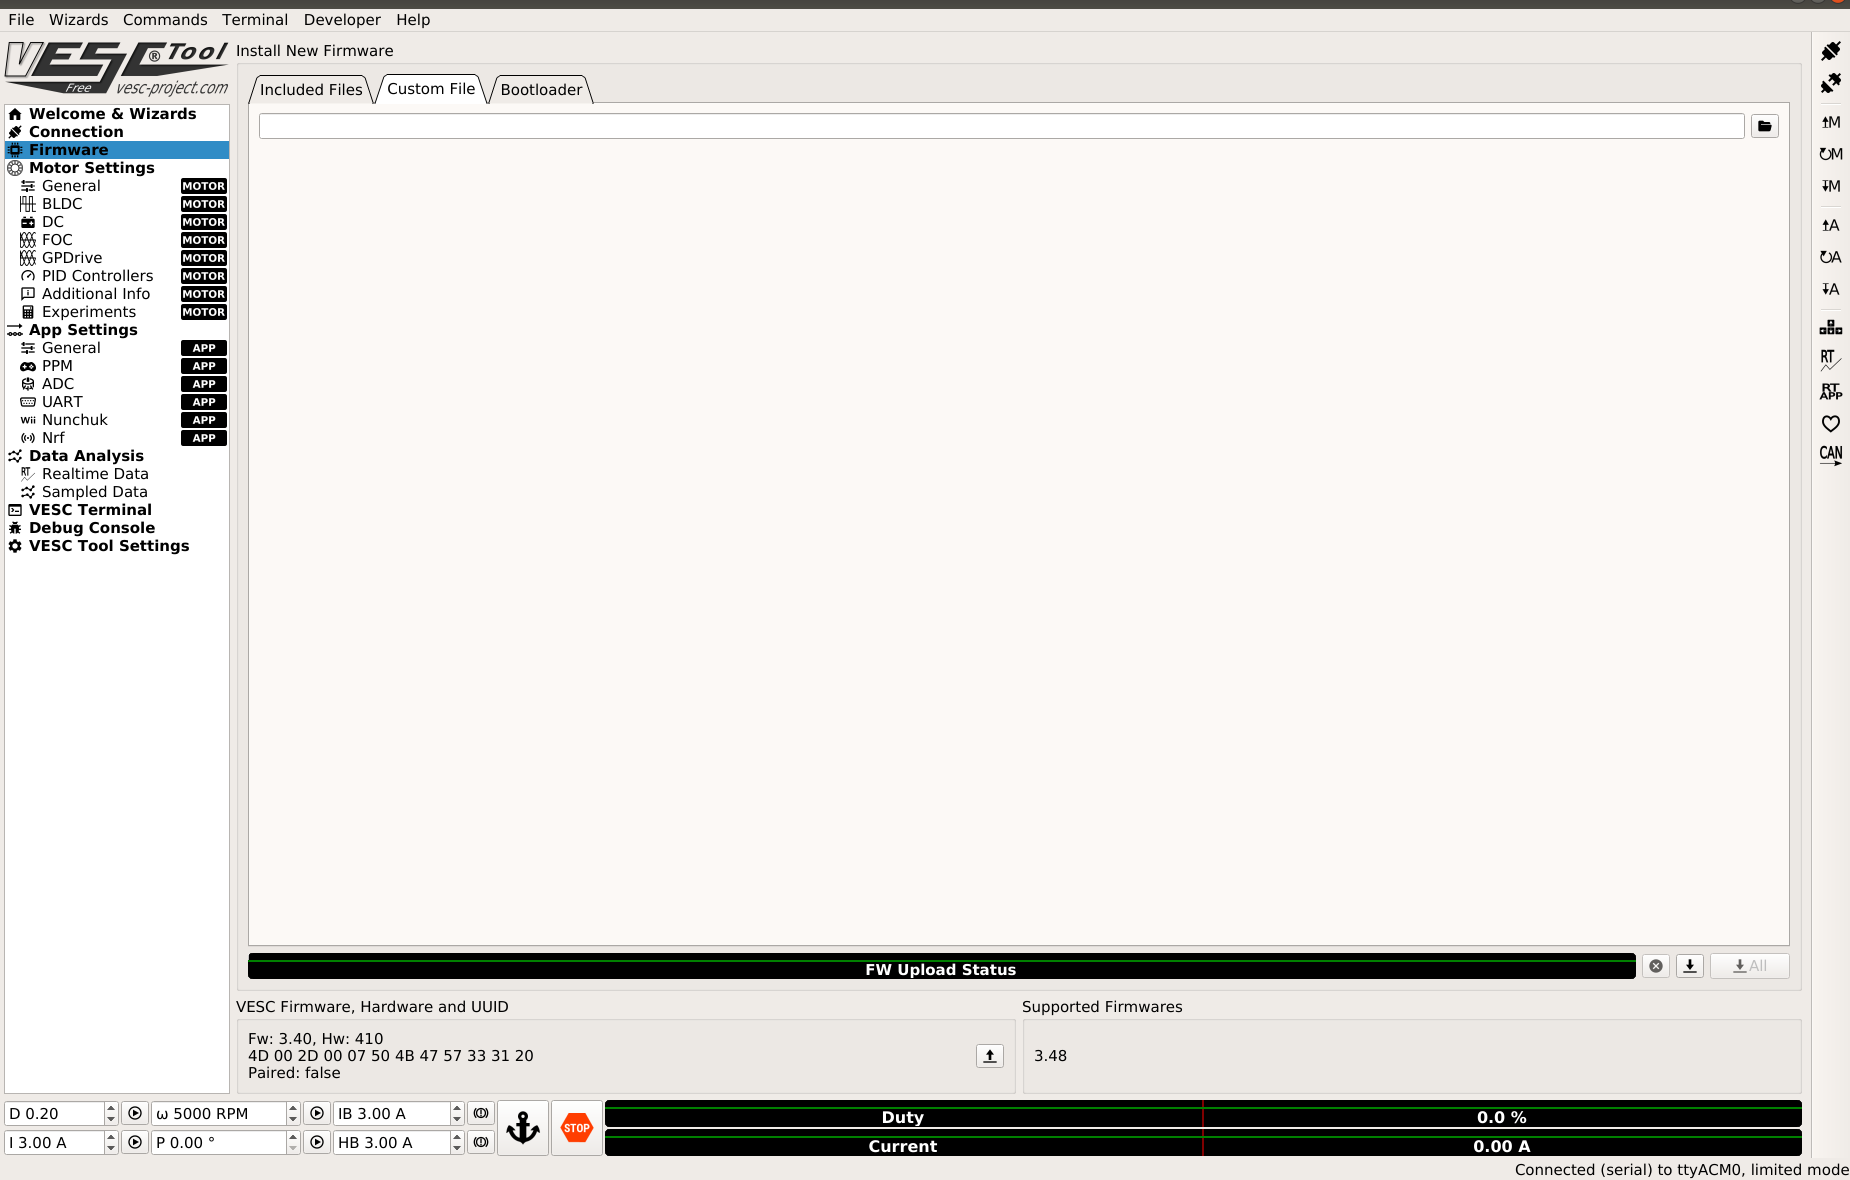 File Wizards Commands Terminal Developer Help
VESC® Tool
Free vesc-project.com
Install New Firmware
Included Files Custom File Bootloader
Welcome & Wizards
Connection
Firmware
Motor Settings
General MOTOR
BLDC MOTOR
DC MOTOR
FOC MOTOR
GPDrive MOTOR
PID Controllers MOTOR
Additional Info MOTOR
Experiments MOTOR
App Settings
General APP
PPM APP
ADC APP
UART APP
Wii Nunchuk APP
Nrf APP
Data Analysis
RT Realtime Data
Sampled Data
VESC Terminal
Debug Console
VESC Tool Settings
M
M
M
A
A
A
RT
RT
APP
CAN
FW Upload Status
All
VESC Firmware, Hardware and UUID
Fw: 3.40, Hw: 410
4D 00 2D 00 07 50 4B 47 57 33 31 20
Paired: false
Supported Firmwares
3.48
D 0.20 ω 5000 RPM IB 3.00 A
I 3.00 A P 0.00 ° HB 3.00 A
STOP
Duty 0.0 %
Current 0.00 A
Connected (serial) to ttyACM0, limited mode